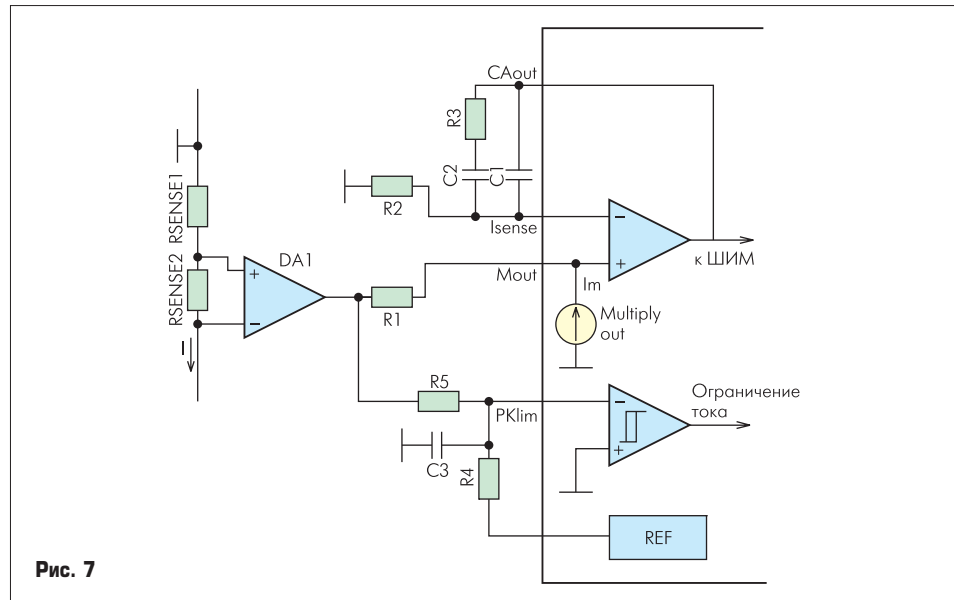 CAout
R3
C2
C1
R2
Isense
RSENSE1
RSENSE2
DA1
+
−
I
R1
Mout
Im
−
+
к ШИМ
Multiply
out
R5
PKlim
C3
R4
−
+
Ограничение
тока
REF
Рис. 7